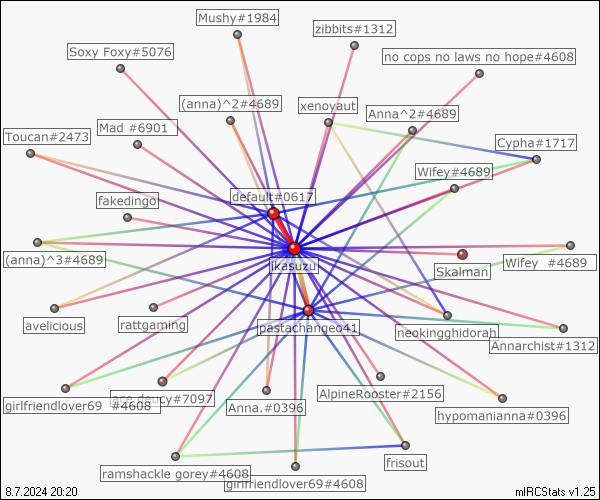 Mushy#1984
zibbits#1312
Soxy Foxy#5076
no cops no laws no hope#4608
(anna)^2#4689
xenoyaut
Anna^2#4689
Toucan#2473
Mad #6901
Cypha#1717
Wifey#4689
default#0617
fakedingo
(anna)^3#4689
ikasuzu
Skalman
Wifey #4689
avelicious
rattgaming
pastachangeo41
neokingghidorah
Annarchist#1312
girlfriendlover69 #4608
ace deucy#7097
Anna.#0396
AlpineRooster#2156
hypomanianna#0396
ramshackle gorey#4608
girlfriendlover69#4608
frisout
8.7.2024 20:20
mIRCStats v1.25